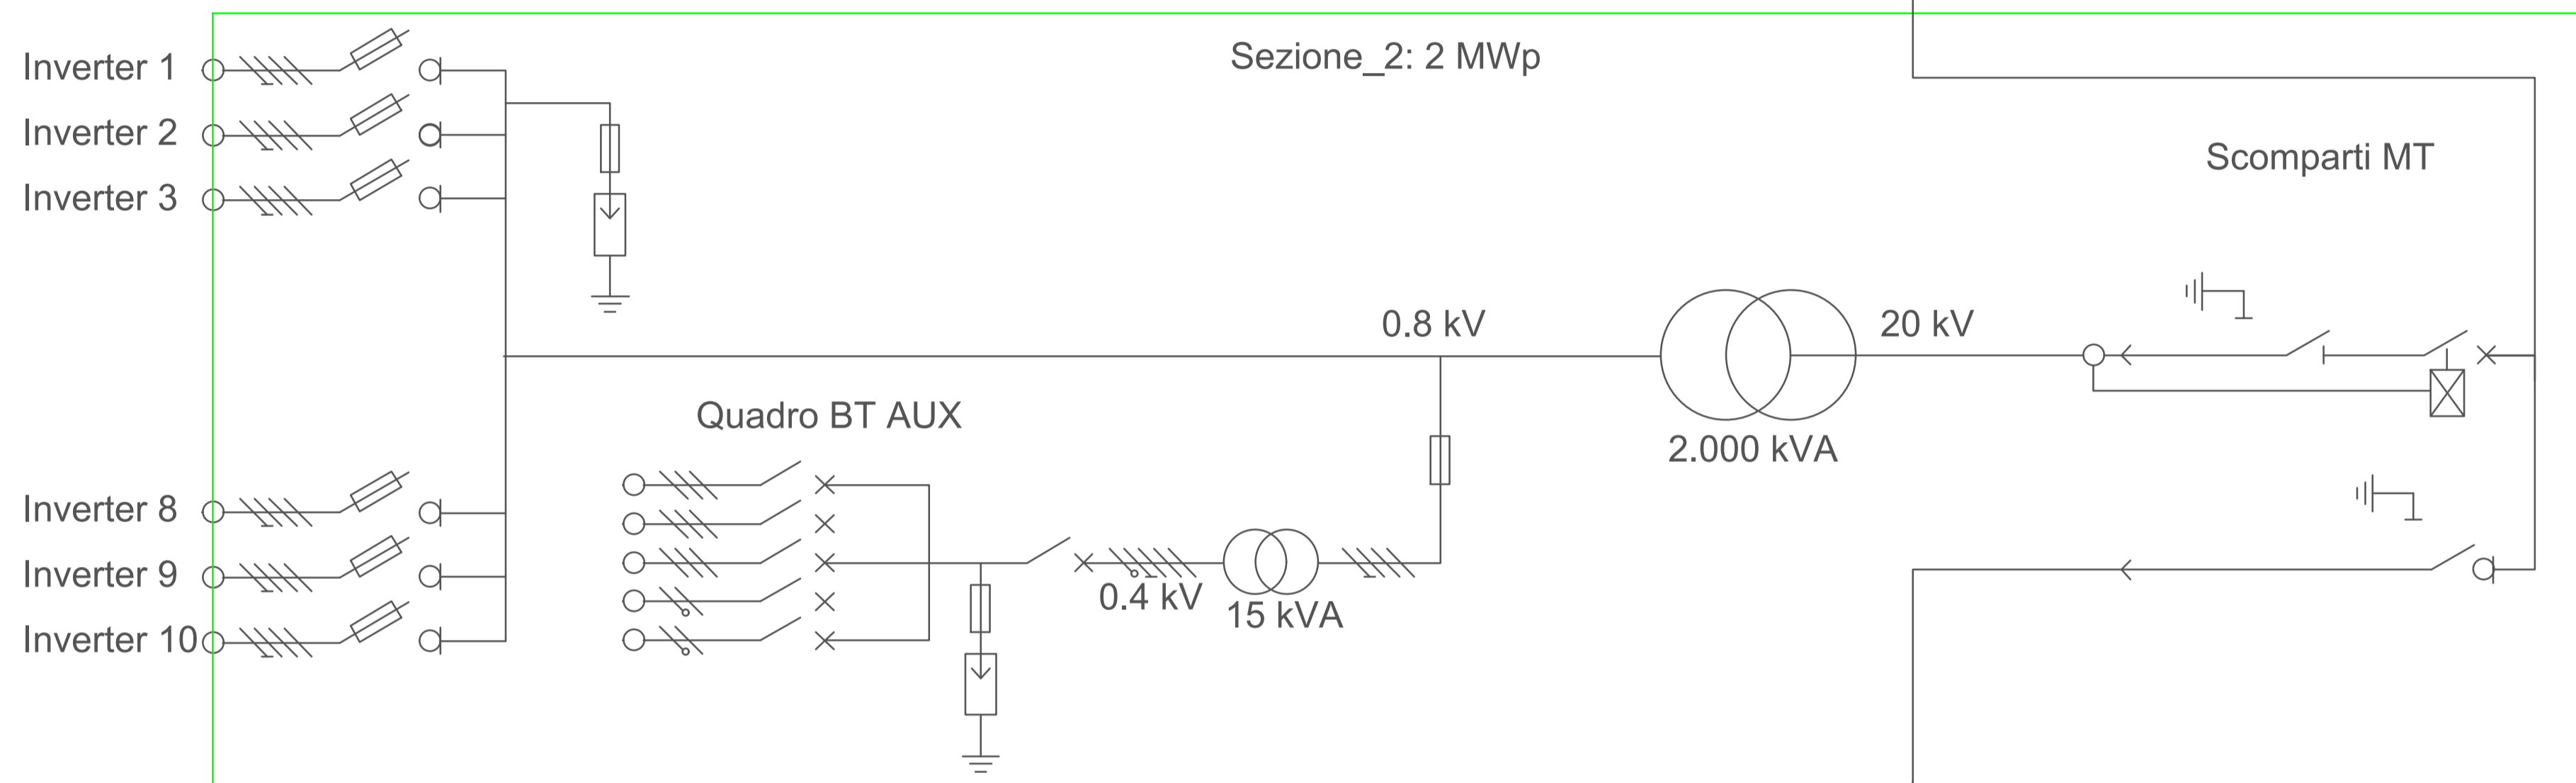 Sezione_2: 2 MWp
Inverter 1
Inverter 2
Inverter 3
Scomparti MT
0.8 kV
20 kV
2.000 kVA
Quadro BT AUX
Inverter 8
Inverter 9
Inverter 10
0.4 kV
15 kVA